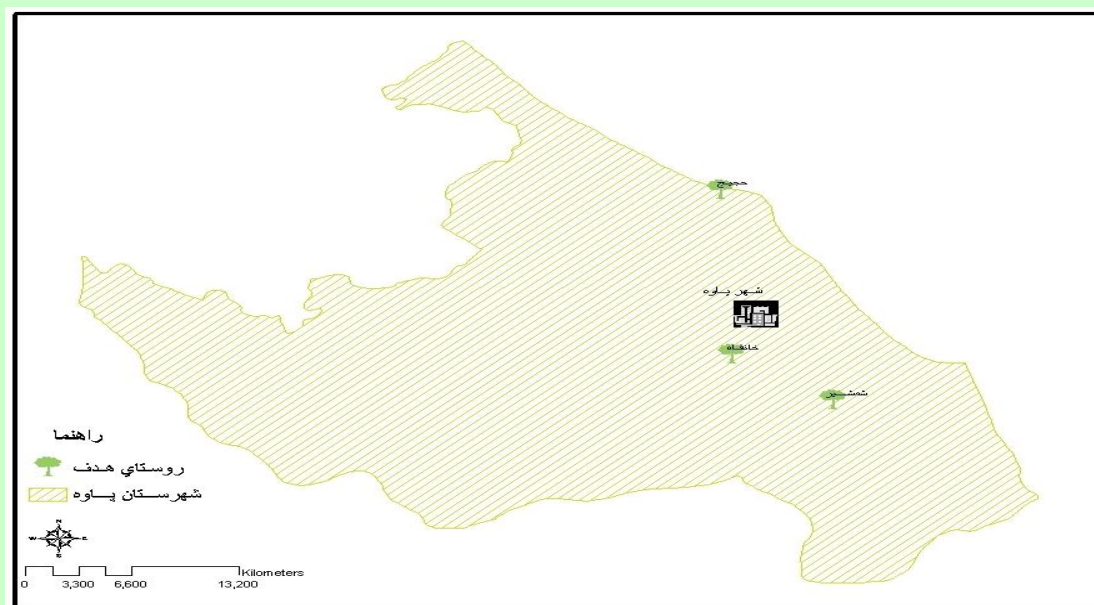 حجیج
شهر پاوه
خانقاه
شمشیر
راهنما
روستاي هدف
شهرستان پاوه
N
W E
S
Kilometers
0 3,300 6,600 13,200